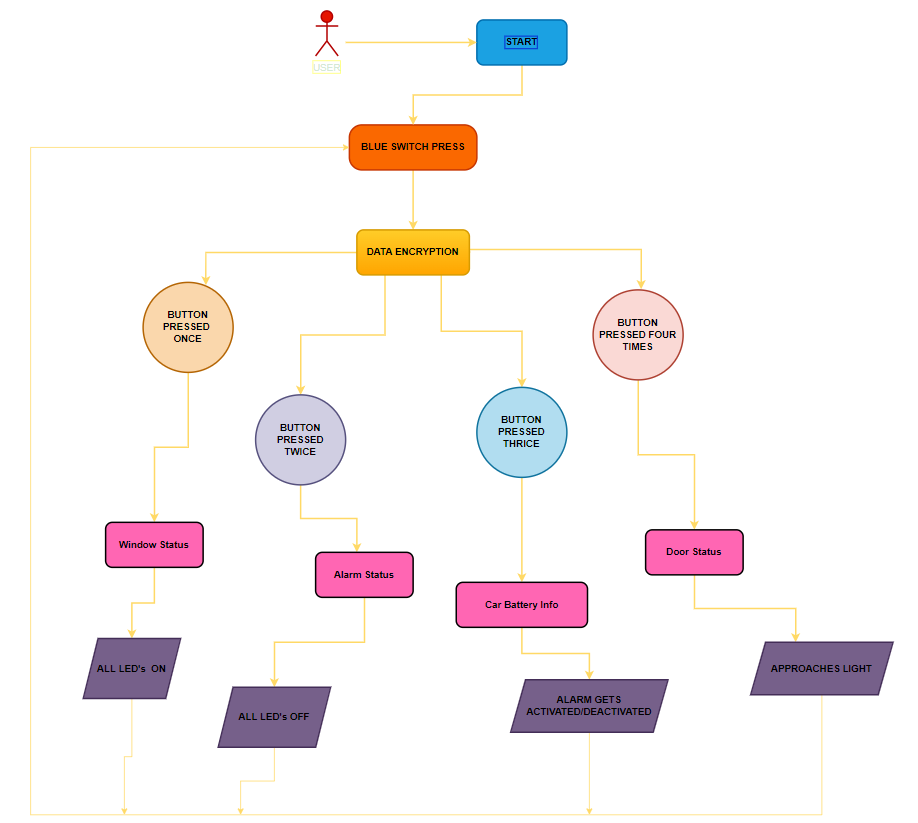 USER
START
BLUE SWITCH PRESS
DATA ENCRYPTION
BUTTON
PRESSED
ONCE
BUTTON
PRESSED
TWICE
BUTTON
PRESSED
THRICE
BUTTON
PRESSED FOUR
TIMES
Window Status
Alarm Status
Car Battery Info
Door Status
ALL LED's  ON
ALL LED's OFF
ALARM GETS
ACTIVATED/DEACTIVATED
APPROACHES LIGHT